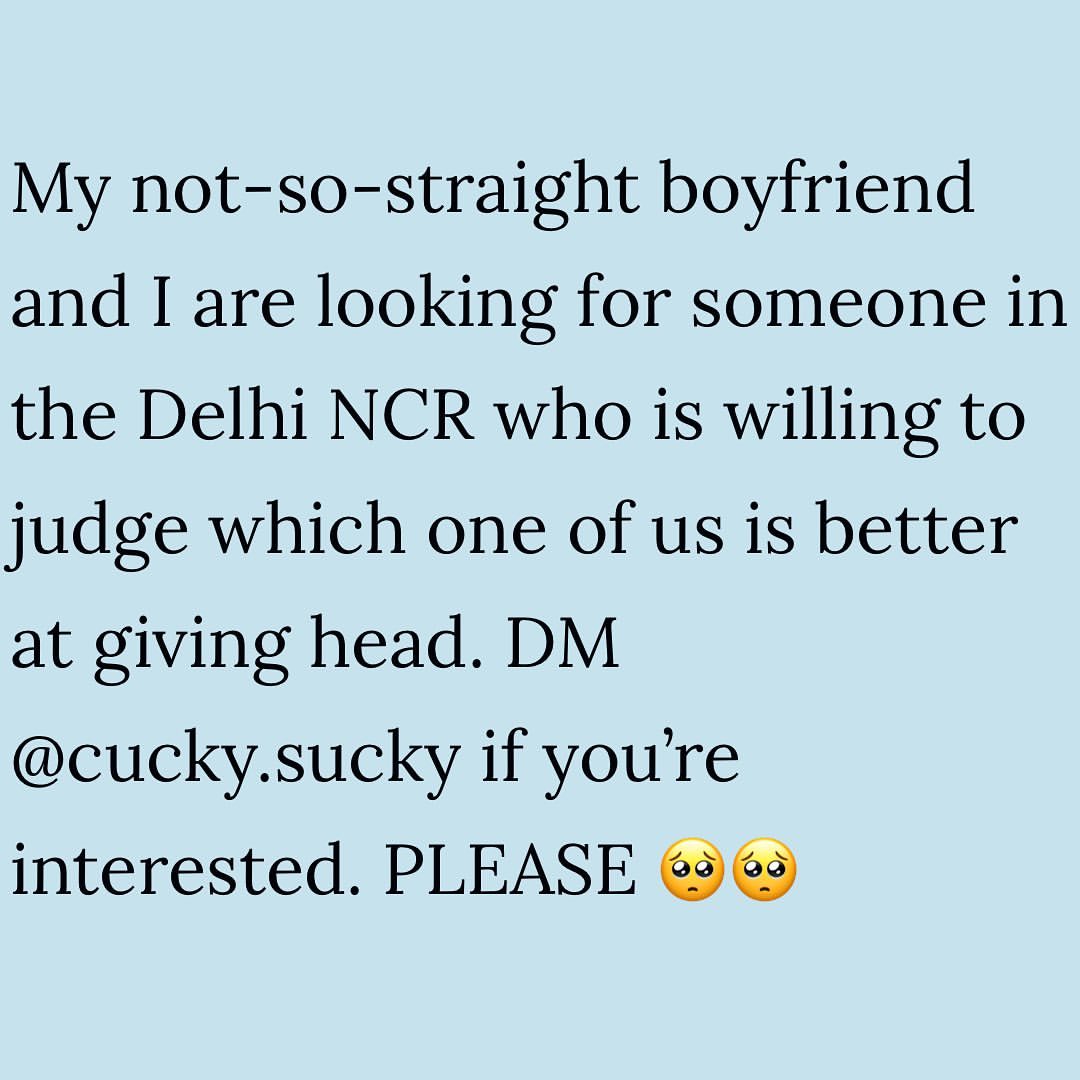 My not-so-straight boyfriend
and I are looking for someone in
the Delhi NCR who is willing to
judge which one of us is better
at giving head. DM
@cucky.sucky if you’re
interested. PLEASE 🥺🥺